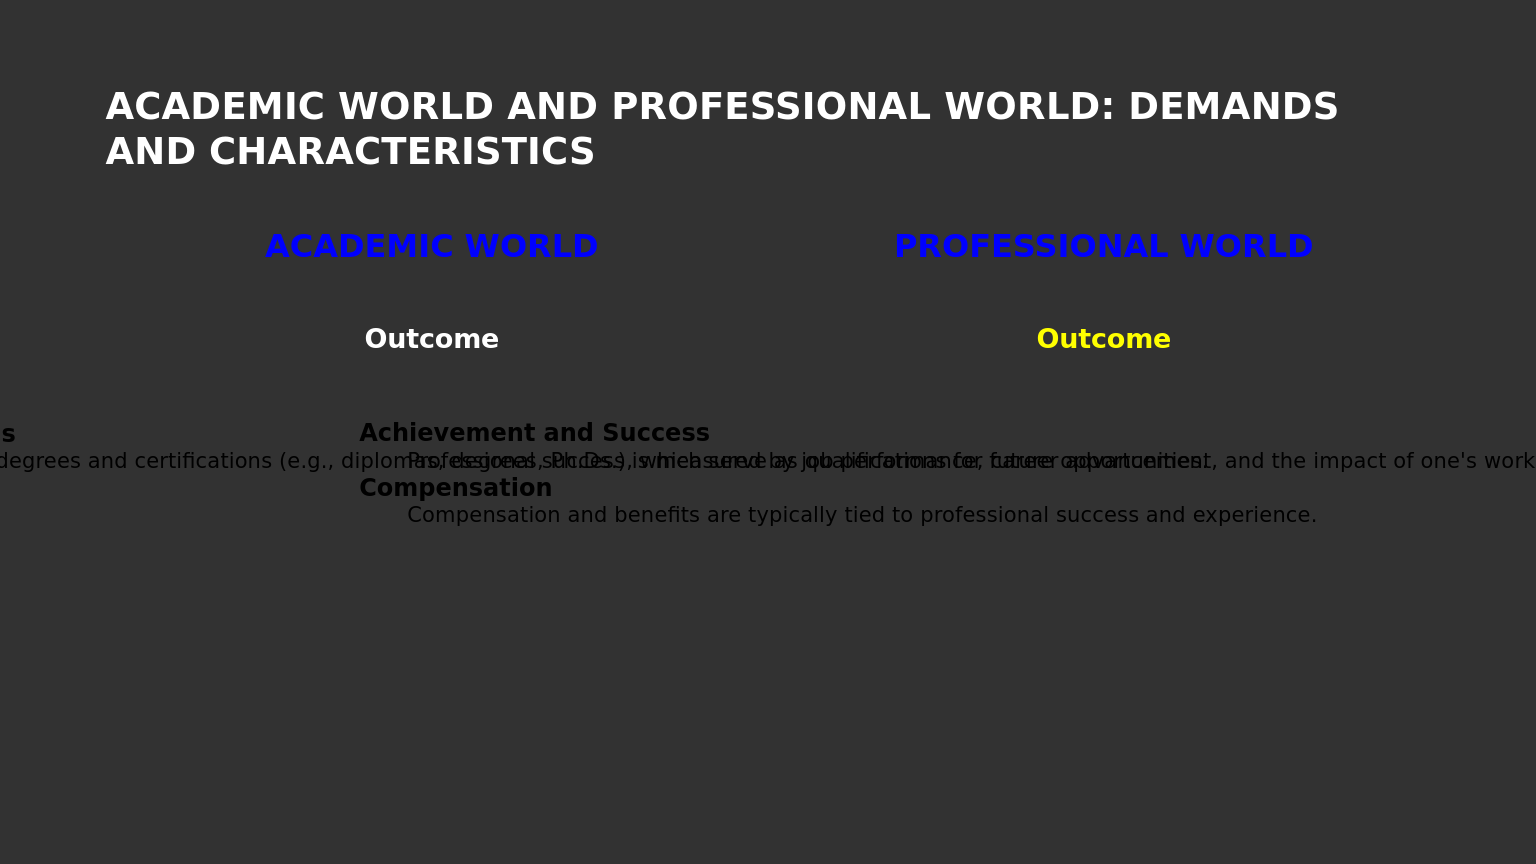 ACADEMIC WORLD AND PROFESSIONAL WORLD: DEMANDS
AND CHARACTERISTICS
ACADEMIC WORLD
PROFESSIONAL WORLD
Outcome
Outcome
s
degrees and certifications (e.g., diplomas, degrees, Ph.Ds.), which serve as qualifications for future opportunities.
Achievement and Success
Professional success is measured by job performance, career advancement, and the impact of one's work
Compensation
Compensation and benefits are typically tied to professional success and experience.